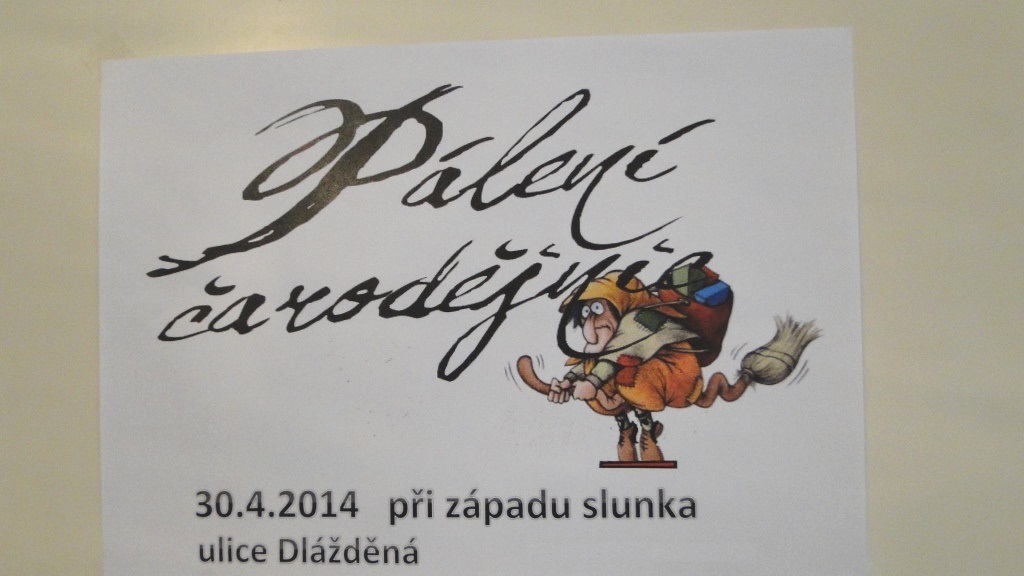 Pálení
čarodějnic
30.4.2014 při západu slunka
ulice Dlážděná